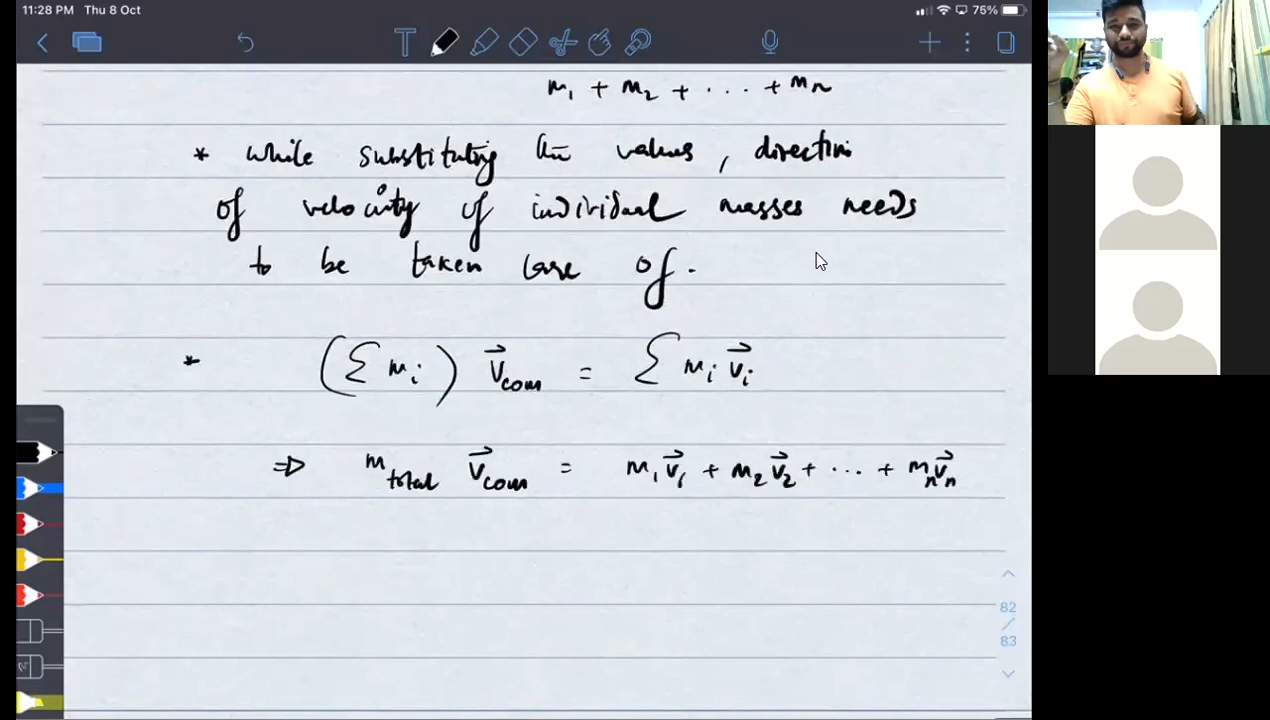 11:28 PM Thu 8 Oct 75%
T
m₁ + m₂ + .... + mₙ
* while substituting the values, direction
of velocity of individual masses needs
to be taken care of.
* (Σ mᵢ) V⃗com = Σ mᵢ v⃗ᵢ
⇒ m total V⃗com = m₁v⃗₁ + m₂v⃗₂ + ... + mₙv⃗ₙ
82
/
83